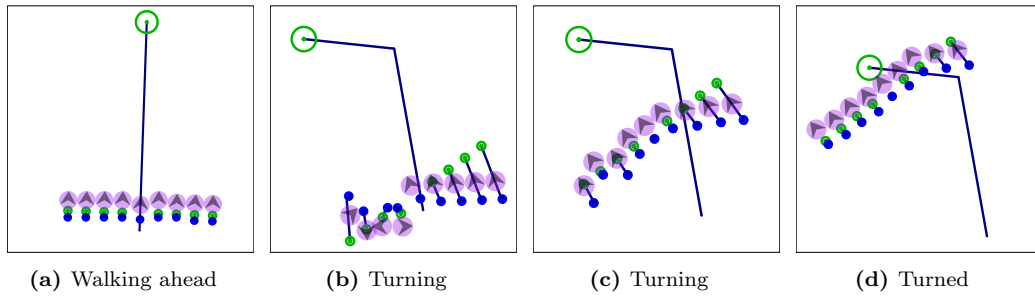 (a) Walking ahead
(b) Turning
(c) Turning
(d) Turned